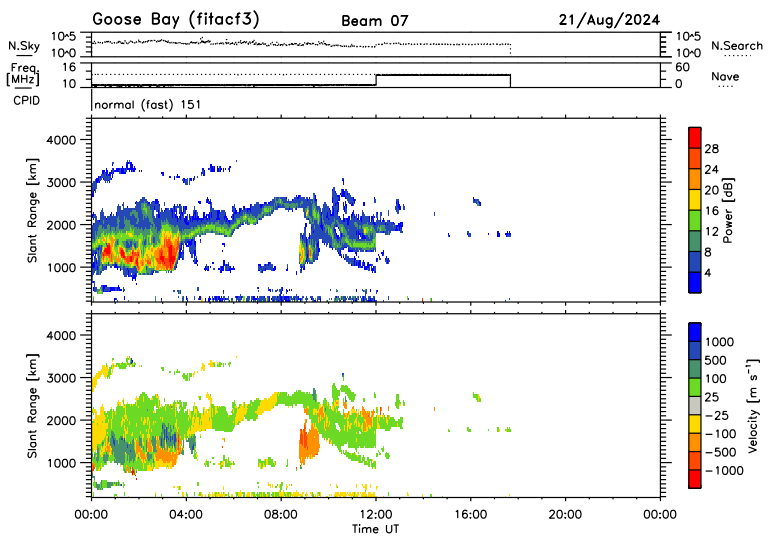 Goose Bay (fitacf3) Beam 07 21/Aug/2024
N.Sky 10^5 10^0 10^5 10^0 N.Search
Freq. [MHz] 16 10 60 0 Nave
CPID normal (fast) 151
Slant Range [km] 4000 3000 2000 1000
Power [dB] 28 24 20 16 12 8 4
Slant Range [km] 4000 3000 2000 1000
Velocity [m s⁻¹] 1000 500 100 25 −25 −100 −500 −1000
00:00 04:00 08:00 12:00 16:00 20:00 00:00
Time UT